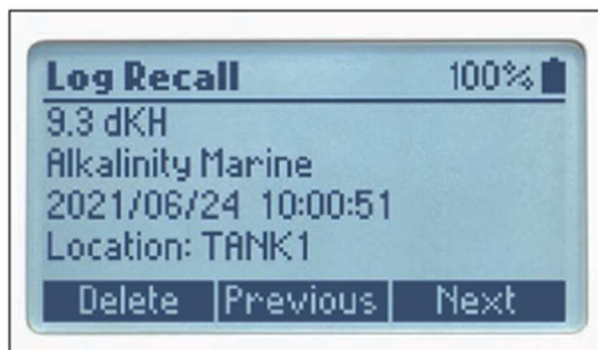 Log Recall 100%
9.3 dKH
Alkalinity Marine
2021/06/24 10:00:51
Location: TANK1
Delete Previous Next